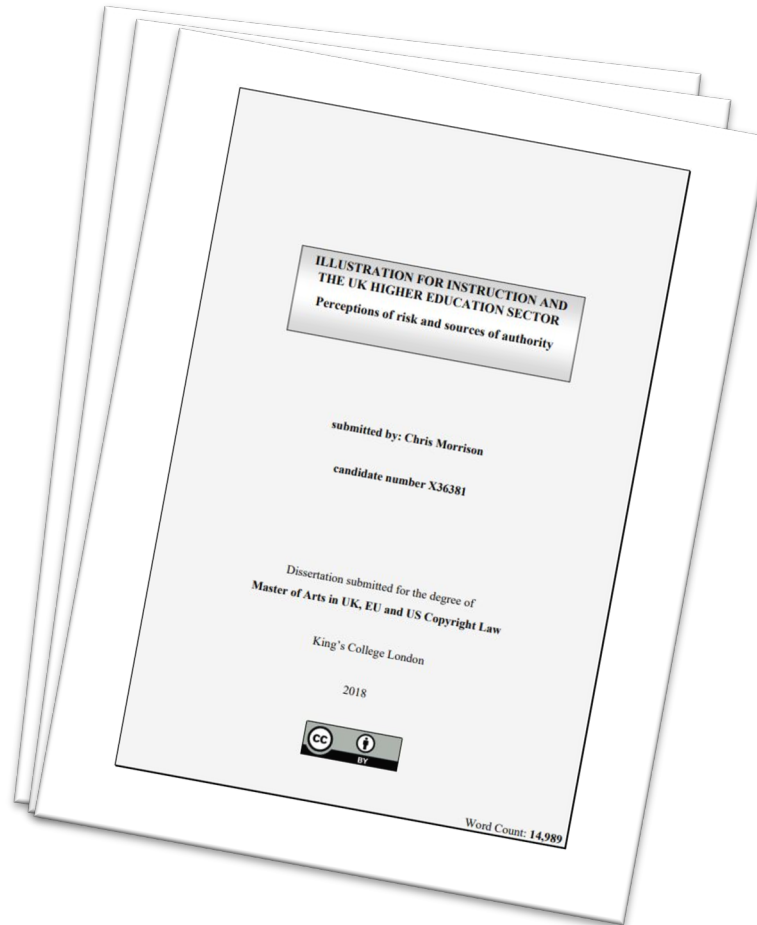 ILLUSTRATION FOR INSTRUCTION AND
THE UK HIGHER EDUCATION SECTOR
Perceptions of risk and sources of authority
submitted by: Chris Morrison
candidate number X36381
Dissertation submitted for the degree of
Master of Arts in UK, EU and US Copyright Law
King's College London
2018
CC
BY
Word Count: 14,989